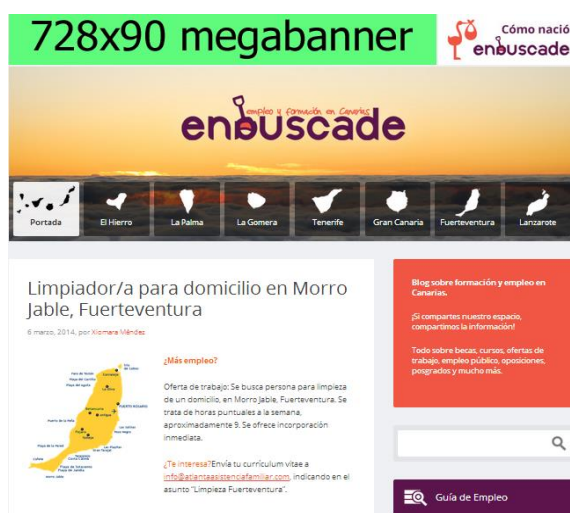 728x90 megabanner
Cómo nació
enbuscade
empleo y formación en Canarias
enbuscade
Portada
El Hierro
La Palma
La Gomera
Tenerife
Gran Canaria
Fuerteventura
Lanzarote
Limpiador/a para domicilio en Morro
Jable, Fuerteventura
6 marzo, 2014, por Xiomara Méndez
¿Más empleo?
Oferta de trabajo: Se busca persona para limpieza
de un domicilio, en Morro Jable, Fuerteventura. Se
trata de horas puntuales a la semana,
aproximadamente 9. Se ofrece incorporación
inmediata.
¿Te interesa?Envía tu currículum vitae a
info@atlantaasistenciafamiliar.com, indicando en el
asunto "Limpieza Fuerteventura".
Blog sobre formación y empleo en
Canarias.
¡Si compartes nuestro espacio,
compartimos la información!
Todo sobre becas, cursos, ofertas de
trabajo, empleo público, oposiciones,
posgrados y mucho más.
Guía de Empleo